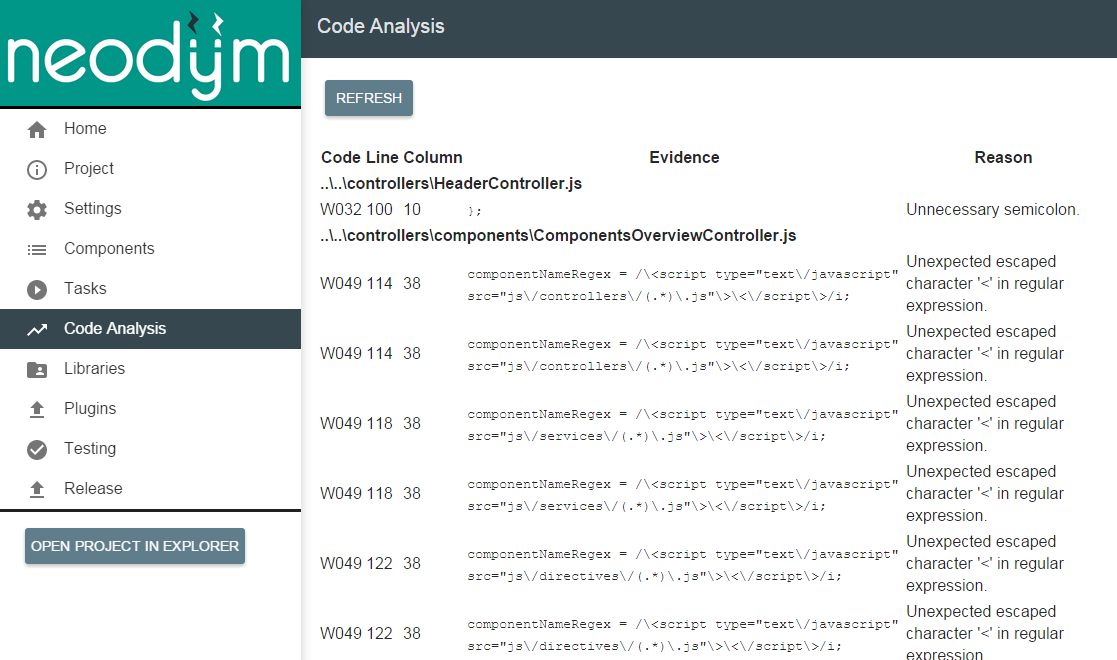 neodym
Home
Project
Settings
Components
Tasks
Code Analysis
Libraries
Plugins
Testing
Release
OPEN PROJECT IN EXPLORER
Code Analysis
REFRESH
Code Line Column Evidence Reason
..\..\controllers\HeaderController.js
W032 100 10 }; Unnecessary semicolon.
..\..\controllers\components\ComponentsOverviewController.js
W049 114 38 componentNameRegex = /\<script type="text\/javascript" Unexpected escaped
src="js\/controllers\/(.*)\.js"\>\<\/script\>/i; character '<' in regular
expression.
W049 114 38 componentNameRegex = /\<script type="text\/javascript" Unexpected escaped
src="js\/controllers\/(.*)\.js"\>\<\/script\>/i; character '<' in regular
expression.
W049 118 38 componentNameRegex = /\<script type="text\/javascript" Unexpected escaped
src="js\/services\/(.*)\.js"\>\<\/script\>/i; character '<' in regular
expression.
W049 118 38 componentNameRegex = /\<script type="text\/javascript" Unexpected escaped
src="js\/services\/(.*)\.js"\>\<\/script\>/i; character '<' in regular
expression.
W049 122 38 componentNameRegex = /\<script type="text\/javascript" Unexpected escaped
src="js\/directives\/(.*)\.js"\>\<\/script\>/i; character '<' in regular
expression.
W049 122 38 componentNameRegex = /\<script type="text\/javascript" Unexpected escaped
src="js\/directives\/(.*)\.js"\>\<\/script\>/i; character '<' in regular
expression.